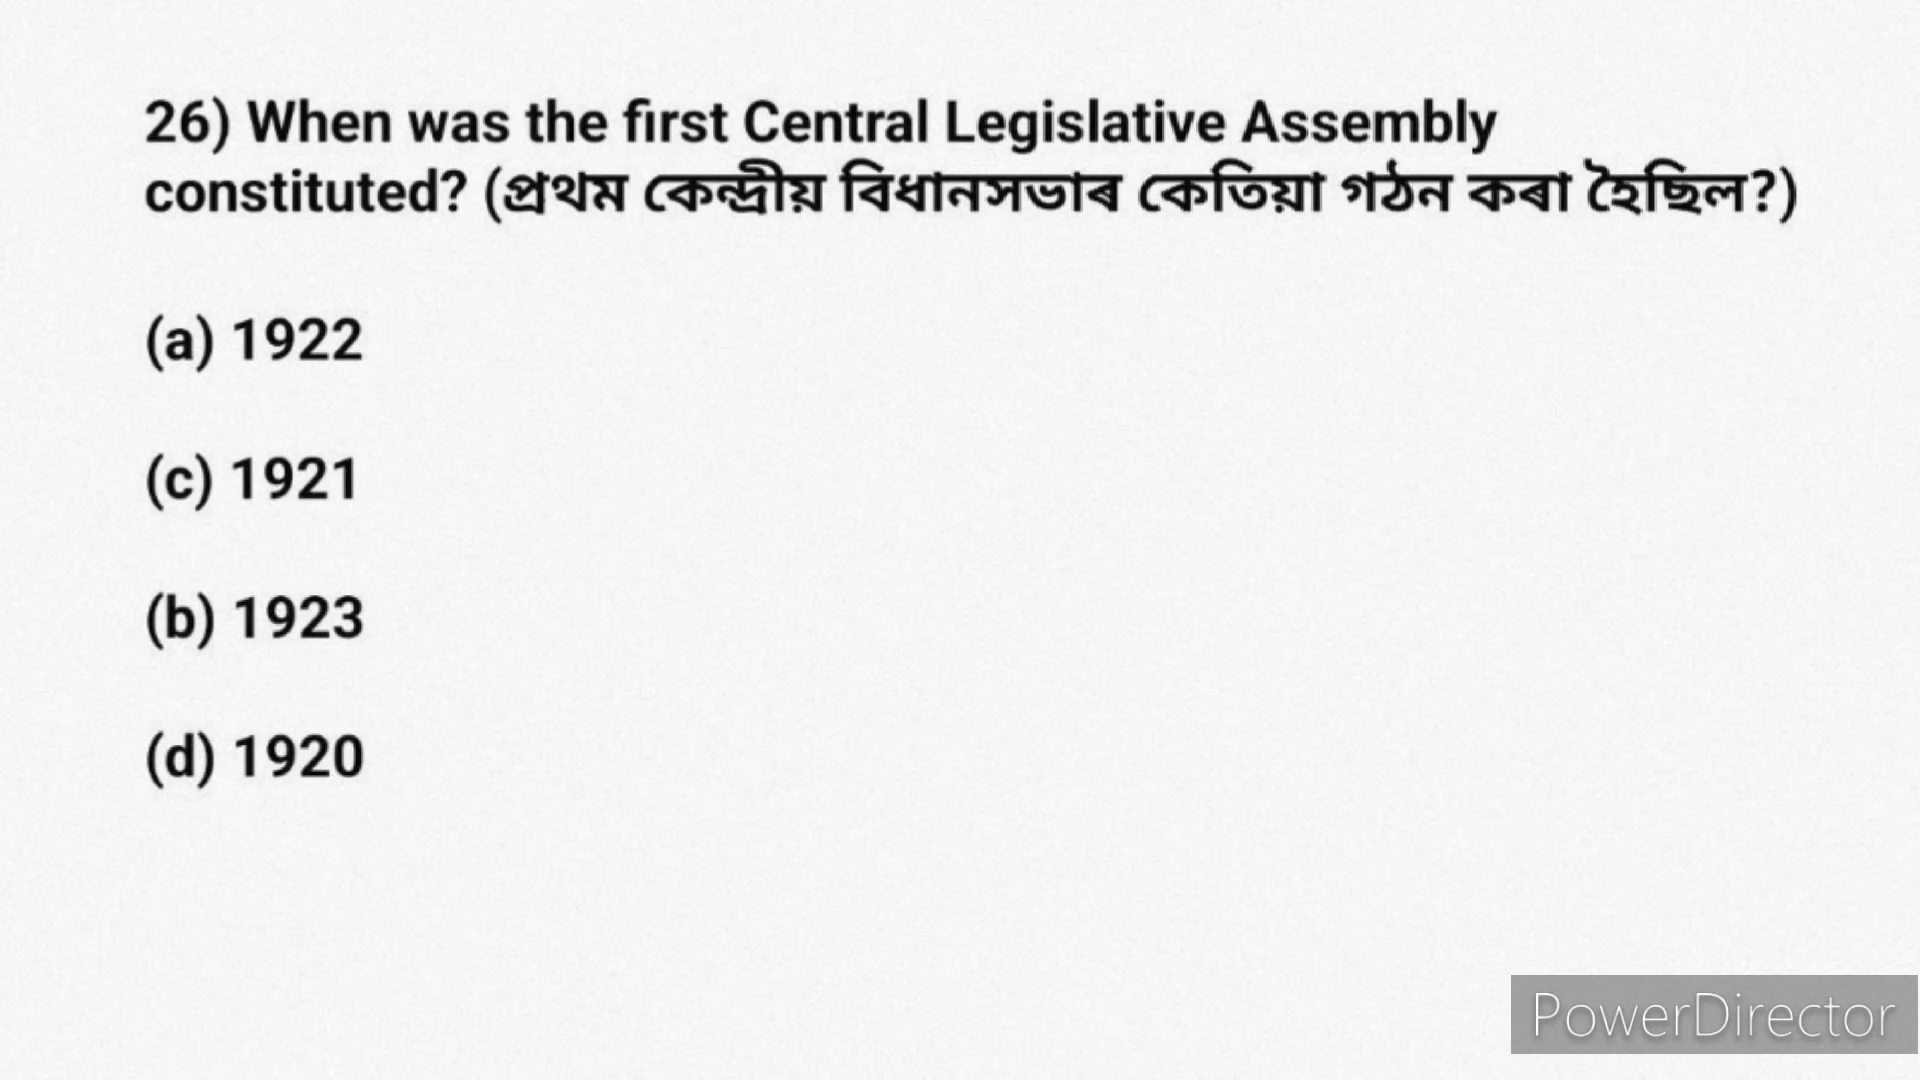 26) When was the first Central Legislative Assembly
constituted? (প্ৰথম কেন্দ্ৰীয় বিধানসভাৰ কেতিয়া গঠন কৰা হৈছিল?)
(a) 1922
(c) 1921
(b) 1923
(d) 1920
PowerDirector